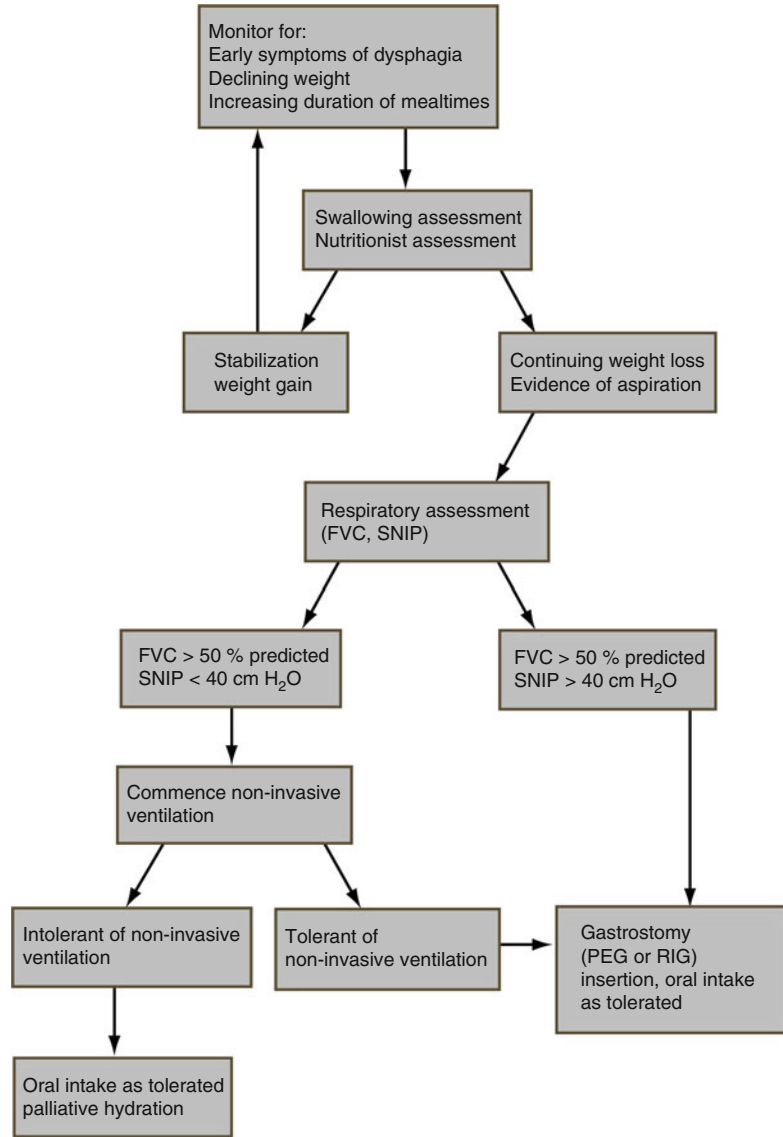 Monitor for:
Early symptoms of dysphagia
Declining weight
Increasing duration of mealtimes
Swallowing assessment
Nutritionist assessment
Stabilization
weight gain
Continuing weight loss
Evidence of aspiration
Respiratory assessment
(FVC, SNIP)
FVC > 50 % predicted
SNIP < 40 cm H₂O
FVC > 50 % predicted
SNIP > 40 cm H₂O
Commence non-invasive
ventilation
Intolerant of non-invasive
ventilation
Tolerant of
non-invasive ventilation
Gastrostomy
(PEG or RIG)
insertion, oral intake
as tolerated
Oral intake as tolerated
palliative hydration